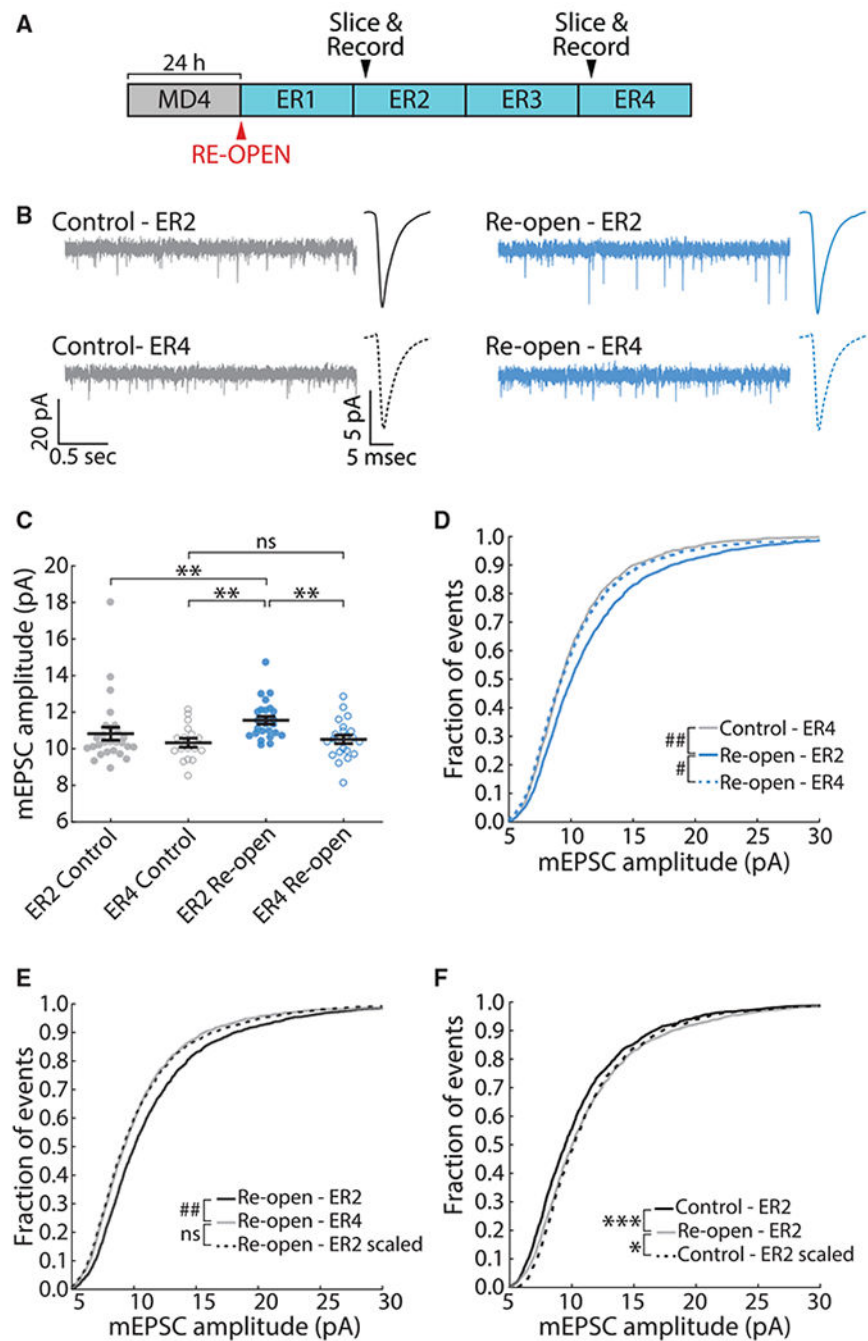 A
Slice &
Record
Slice &
Record
24 h
MD4 ER1 ER2 ER3 ER4
RE-OPEN
B
Control - ER2
Re-open - ER2
Control- ER4
Re-open - ER4
20 pA
0.5 sec
5 pA
5 msec
C
ns
**
** **
mEPSC amplitude (pA)
20
18
16
14
12
10
8
6
ER2 Control
ER4 Control
ER2 Re-open
ER4 Re-open
D
Fraction of events
1.0
0.9
0.8
0.7
0.6
0.5
0.4
0.3
0.2
0.1
0.0
Control - ER4
##
Re-open - ER2
#
Re-open - ER4
5 10 15 20 25 30
mEPSC amplitude (pA)
E
Fraction of events
1.0
0.9
0.8
0.7
0.6
0.5
0.4
0.3
0.2
0.1
0.0
Re-open - ER2
##
Re-open - ER4
ns
Re-open - ER2 scaled
5 10 15 20 25 30
mEPSC amplitude (pA)
F
Fraction of events
1.0
0.9
0.8
0.7
0.6
0.5
0.4
0.3
0.2
0.1
0.0
Control - ER2
***
Re-open - ER2
*
Control - ER2 scaled
5 10 15 20 25 30
mEPSC amplitude (pA)